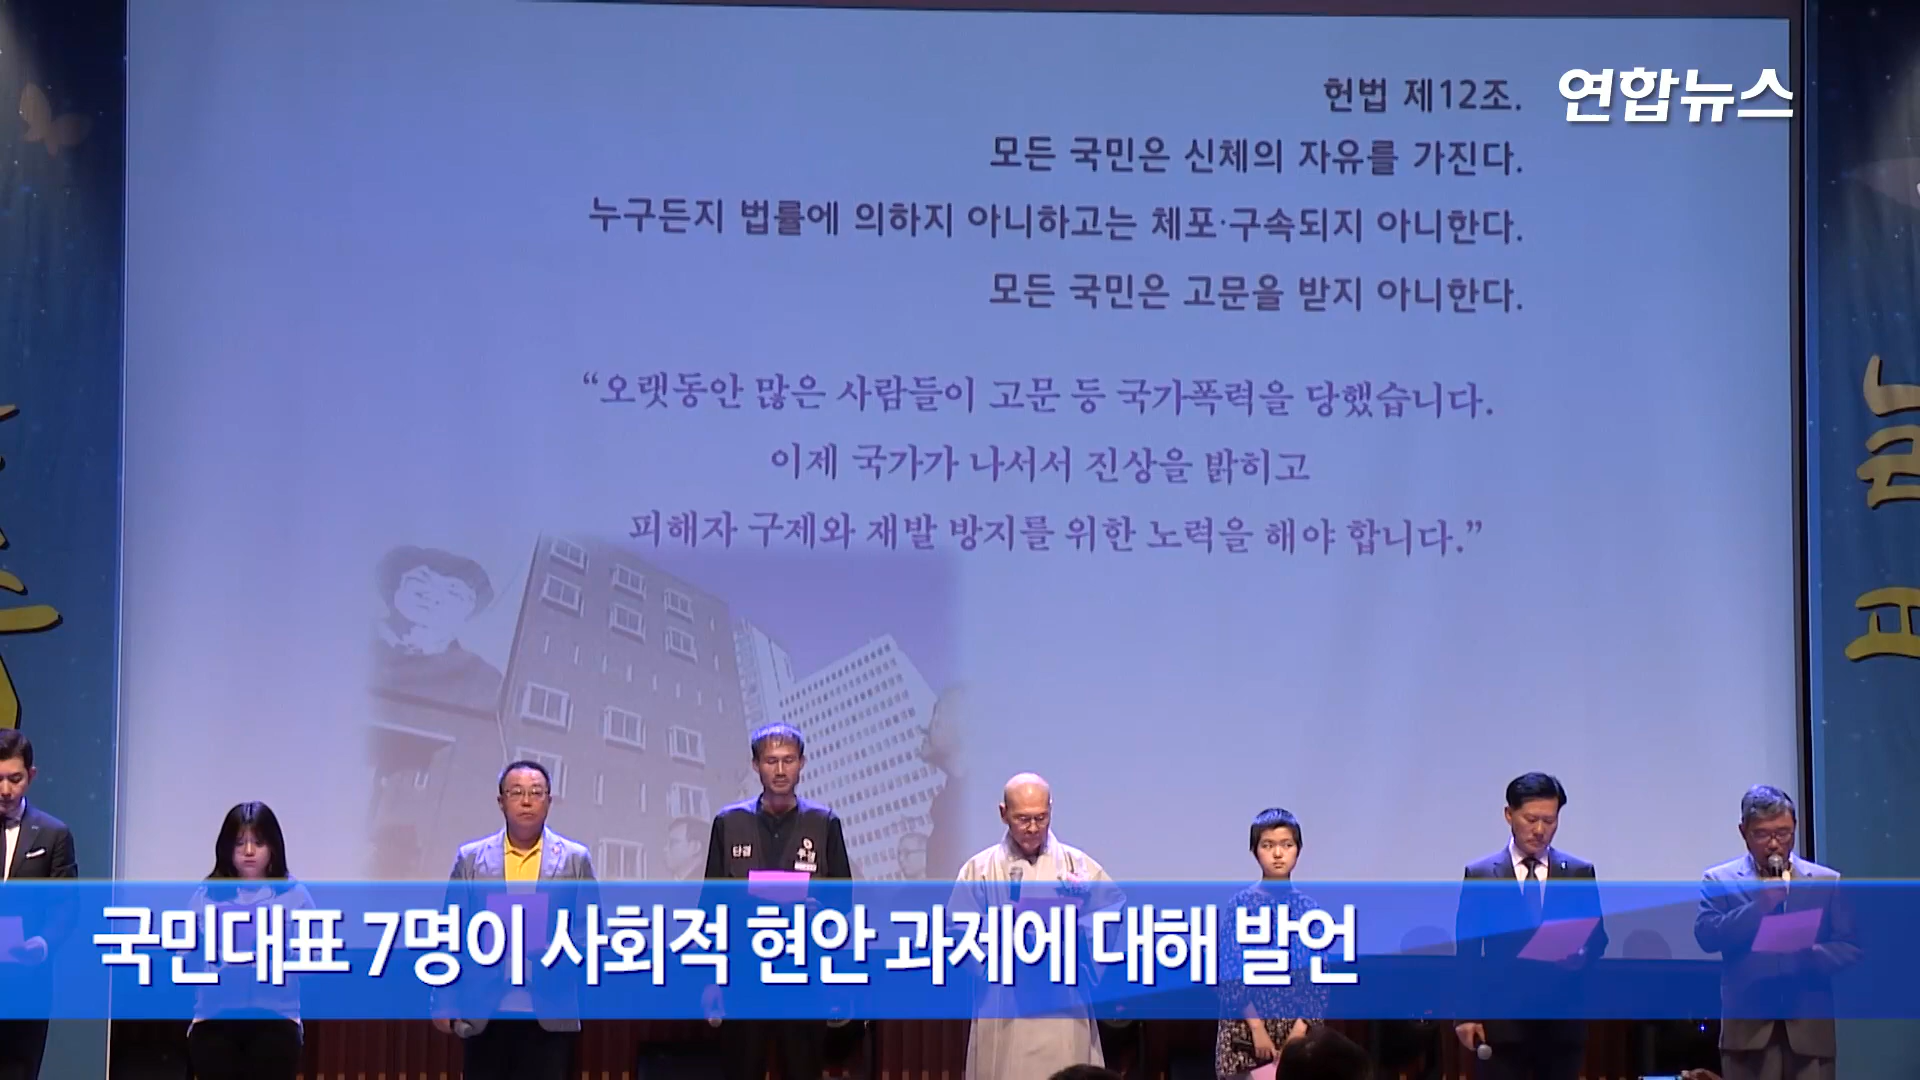 헌법 제12조.
연합뉴스
모든 국민은 신체의 자유를 가진다.
누구든지 법률에 의하지 아니하고는 체포·구속되지 아니한다.
모든 국민은 고문을 받지 아니한다.
“오랫동안 많은 사람들이 고문 등 국가폭력을 당했습니다.
이제 국가가 나서서 진상을 밝히고
피해자 구제와 재발 방지를 위한 노력을 해야 합니다.”
단결
국민대표 7명이 사회적 현안 과제에 대해 발언